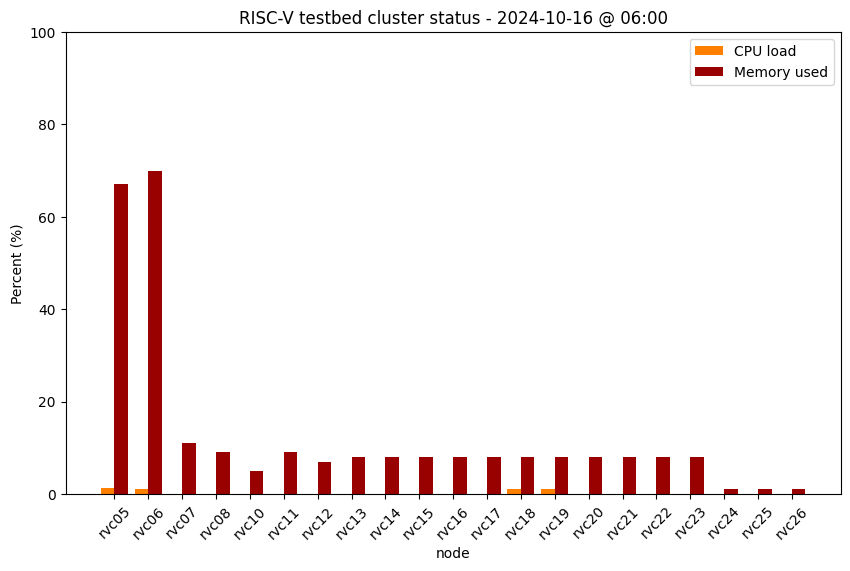 RISC-V testbed cluster status - 2024-10-16 @ 06:00
CPU load
Memory used
Percent (%)
100
80
60
40
20
0
rvc05 rvc06 rvc07 rvc08 rvc10 rvc11 rvc12 rvc13 rvc14 rvc15 rvc16 rvc17 rvc18 rvc19 rvc20 rvc21 rvc22 rvc23 rvc24 rvc25 rvc26
node